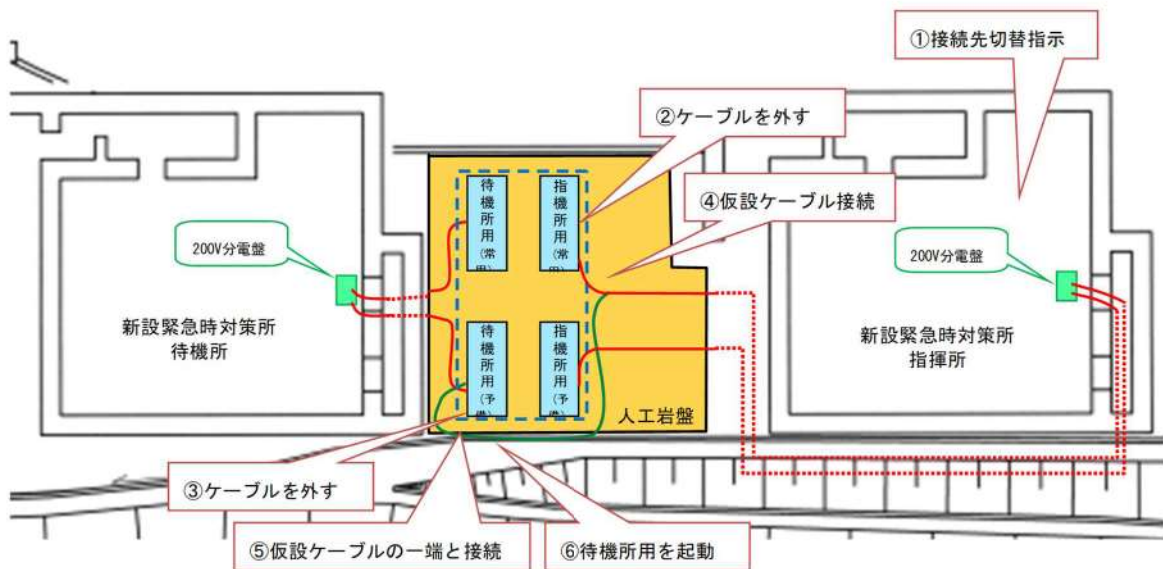 ①接続先切替指示
②ケーブルを外す
④仮設ケーブル接続
待機所用(常用)
指機所用(常用)
200V分電盤
200V分電盤
新設緊急時対策所
待機所
新設緊急時対策所
指揮所
待機所用(予備)
指機所用(予備)
人工岩盤
③ケーブルを外す
⑤仮設ケーブルの一端と接続
⑥待機所用を起動